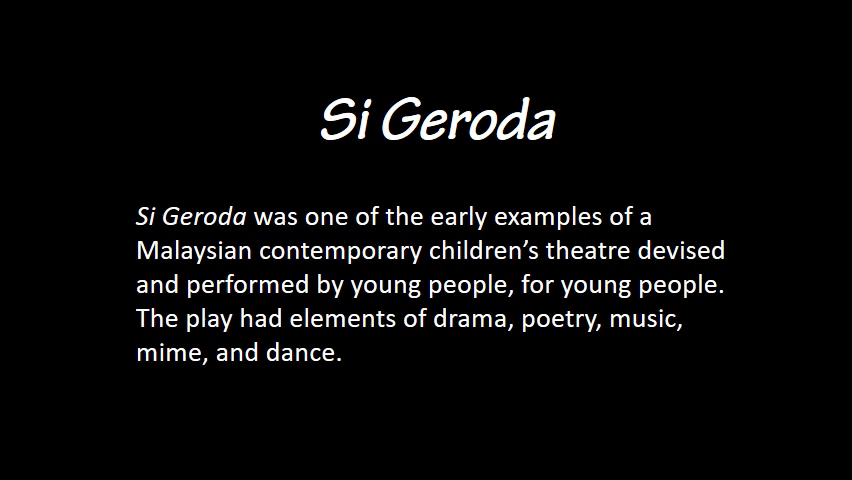 Si Geroda
Si Geroda was one of the early examples of a
Malaysian contemporary children’s theatre devised
and performed by young people, for young people.
The play had elements of drama, poetry, music,
mime, and dance.